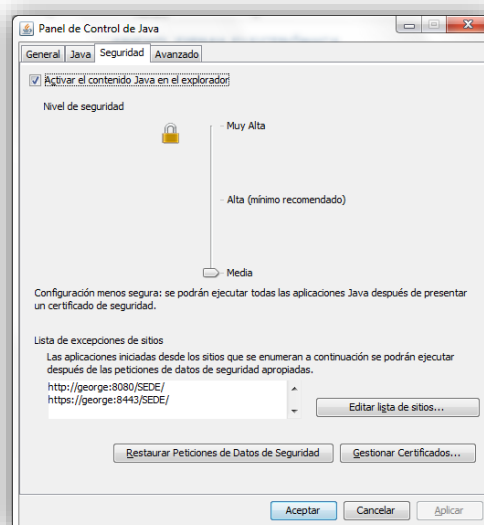 Panel de Control de Java
General Java Seguridad Avanzado
Activar el contenido Java en el explorador
Nivel de seguridad
Muy Alta
Alta (mínimo recomendado)
Media
Configuración menos segura: se podrán ejecutar todas las aplicaciones Java después de presentar
un certificado de seguridad.
Lista de excepciones de sitios
Las aplicaciones iniciadas desde los sitios que se enumeran a continuación se podrán ejecutar
después de las peticiones de datos de seguridad apropiadas.
http://george:8080/SEDE/
https://george:8443/SEDE/
Editar lista de sitios...
Restaurar Peticiones de Datos de Seguridad Gestionar Certificados...
Aceptar Cancelar Aplicar